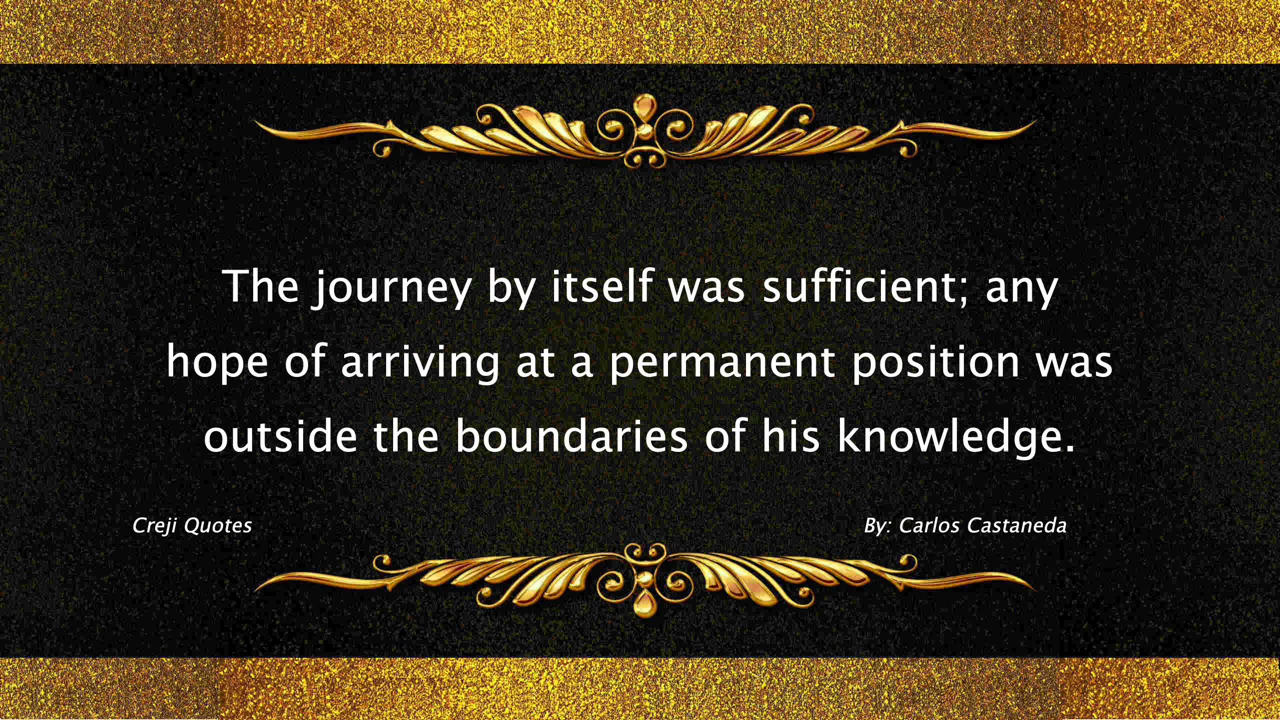 The journey by itself was sufficient; any
hope of arriving at a permanent position was
outside the boundaries of his knowledge.
Creji Quotes
By: Carlos Castaneda